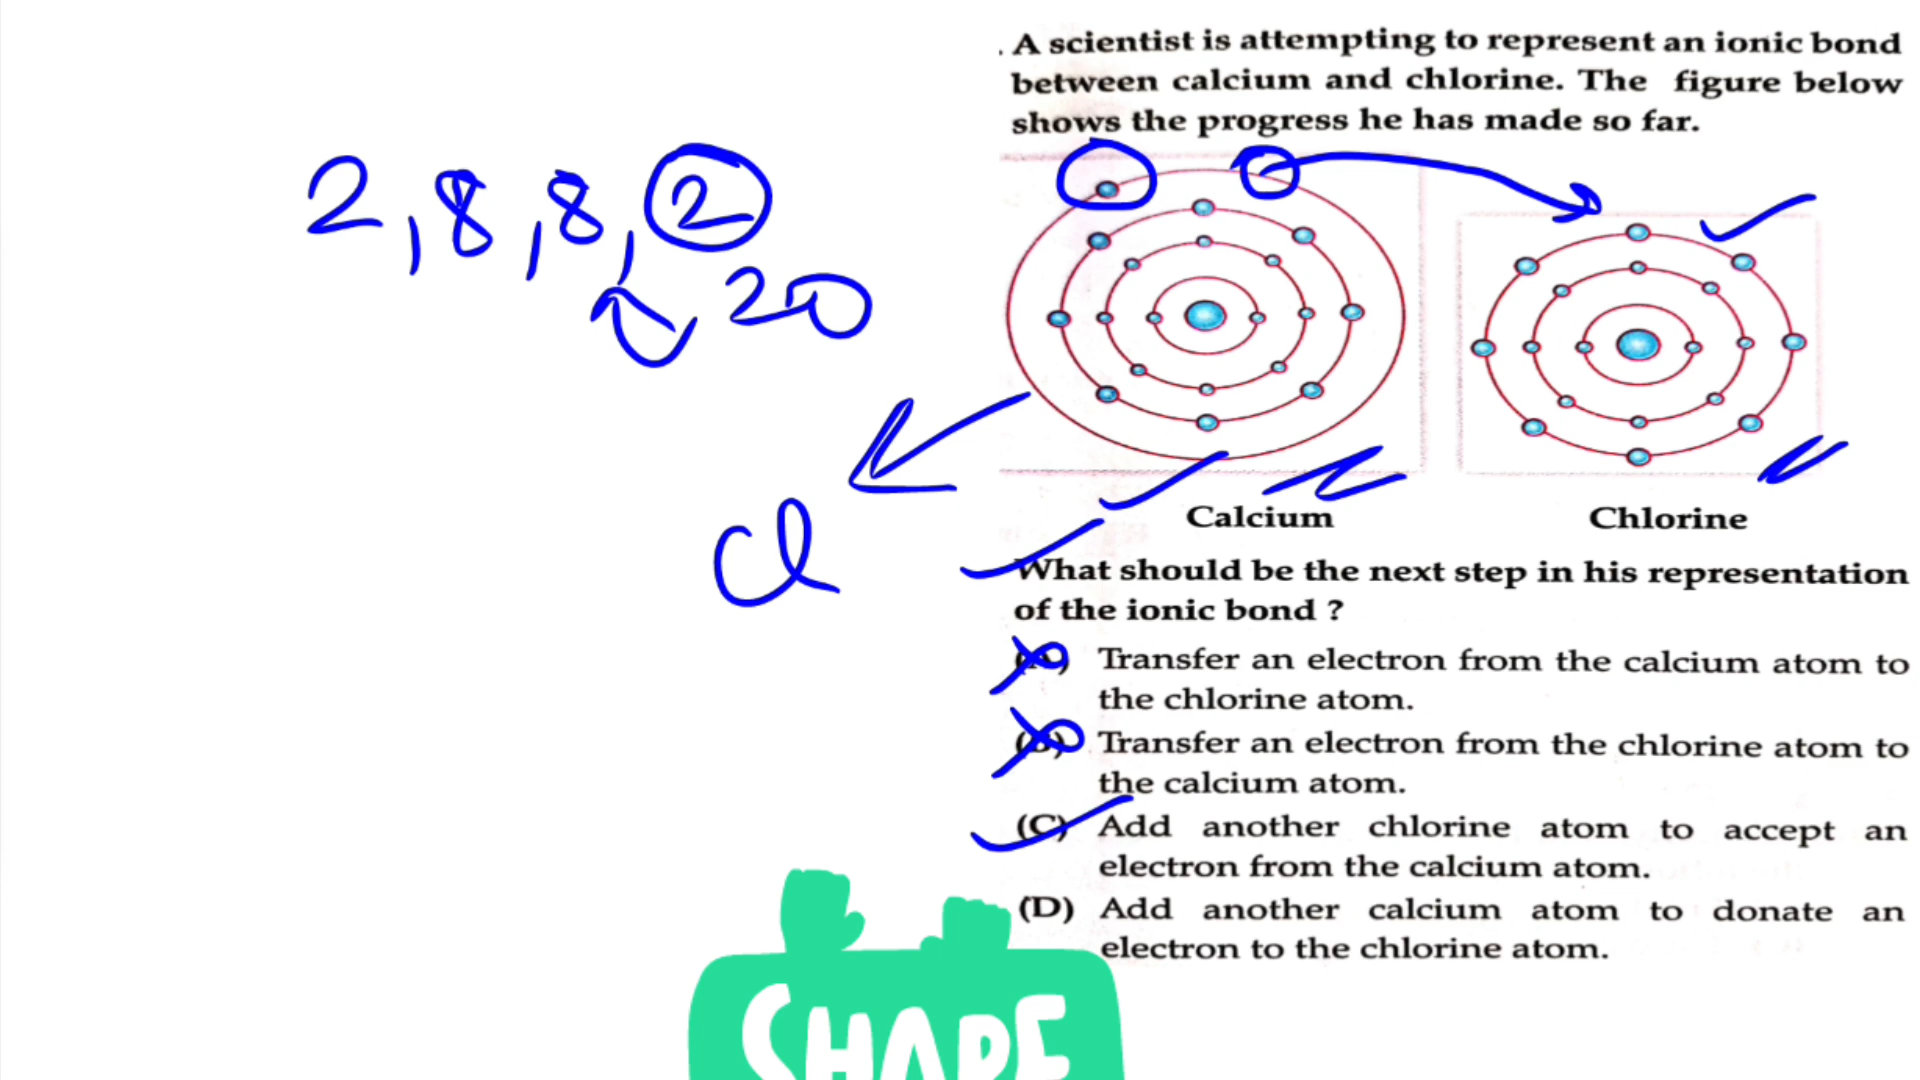 . A scientist is attempting to represent an ionic bond
between calcium and chlorine. The figure below
shows the progress he has made so far.
2, 8, 8, 2
20
Cl
Calcium
Chlorine
What should be the next step in his representation
of the ionic bond ?
(A) Transfer an electron from the calcium atom to
the chlorine atom.
(B) Transfer an electron from the chlorine atom to
the calcium atom.
(C) Add another chlorine atom to accept an
electron from the calcium atom.
(D) Add another calcium atom to donate an
electron to the chlorine atom.
SHARE